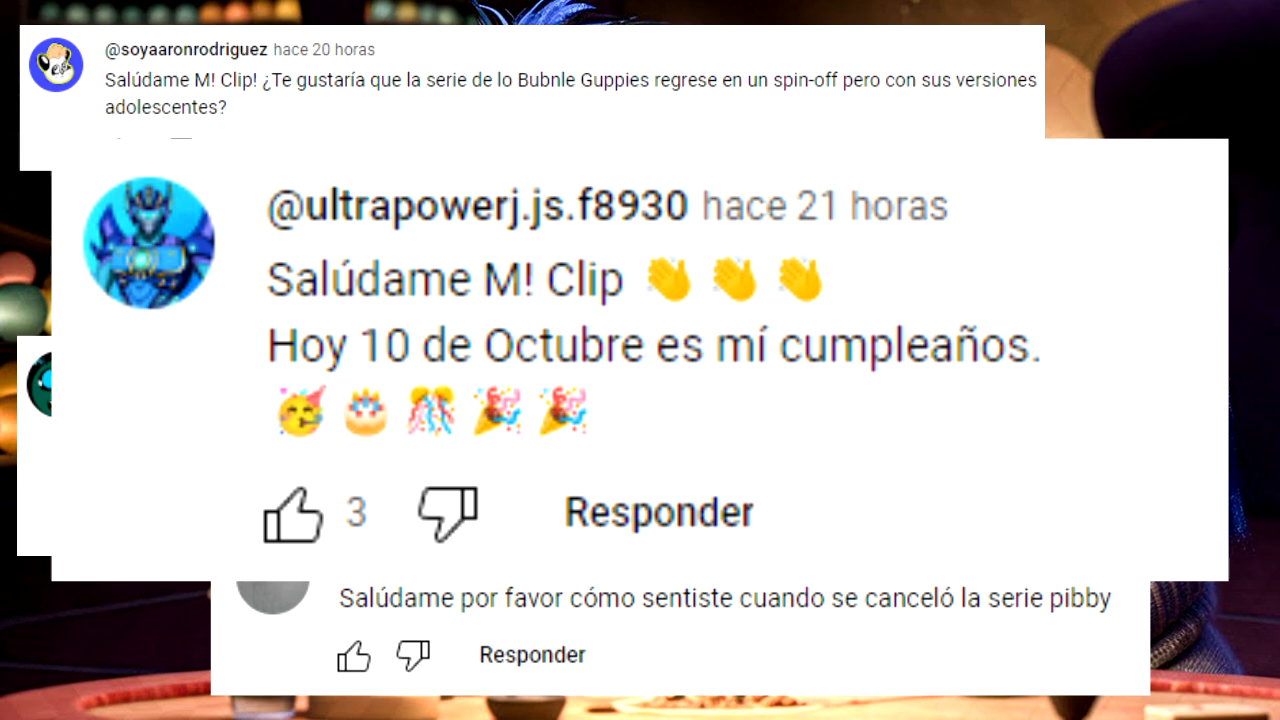 @soyaaronrodriguez hace 20 horas
Salúdame M! Clip! ¿Te gustaría que la serie de lo Bubnle Guppies regrese en un spin-off pero con sus versiones
adolescentes?
@ultrapowerj.js.f8930 hace 21 horas
Salúdame M! Clip 👏 👏 👏
Hoy 10 de Octubre es mí cumpleaños.
🥳 🎂 🎊 🎉 🎉
3 Responder
Salúdame por favor cómo sentiste cuando se canceló la serie pibby
Responder